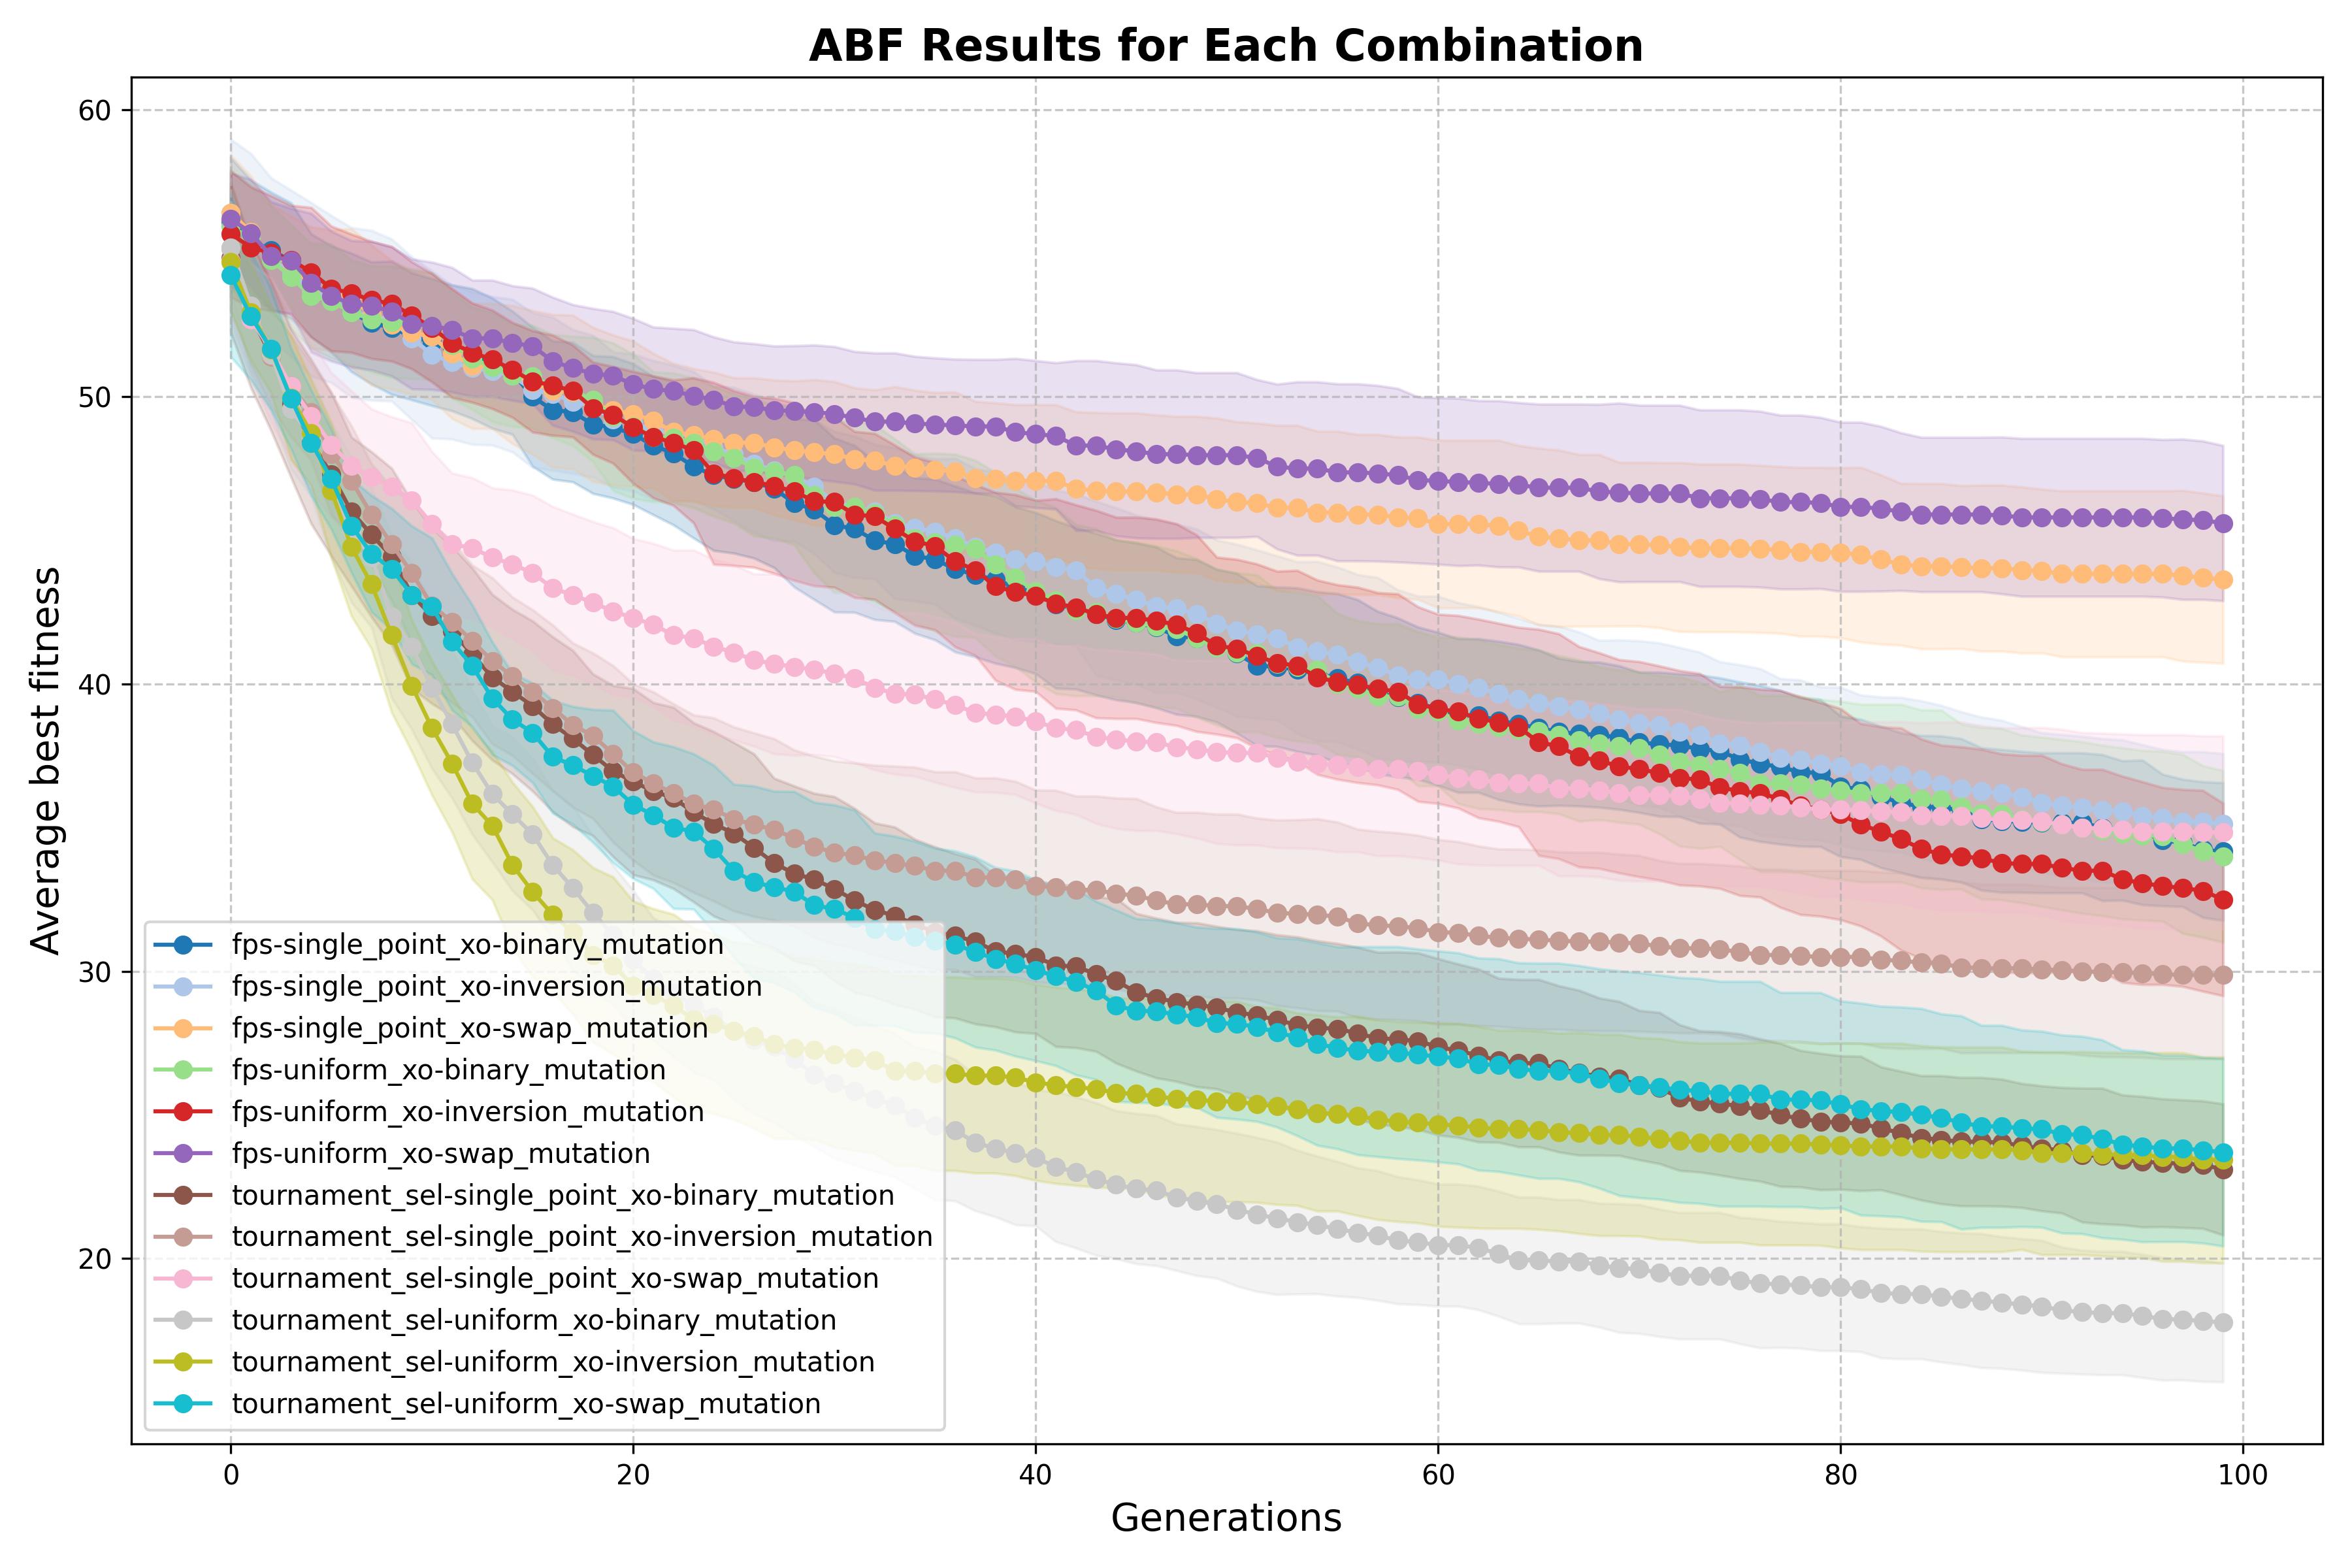 ABF Results for Each Combination
60
50
40
30
20
Average best fitness
fps-single_point_xo-binary_mutation
fps-single_point_xo-inversion_mutation
fps-single_point_xo-swap_mutation
fps-uniform_xo-binary_mutation
fps-uniform_xo-inversion_mutation
fps-uniform_xo-swap_mutation
tournament_sel-single_point_xo-binary_mutation
tournament_sel-single_point_xo-inversion_mutation
tournament_sel-single_point_xo-swap_mutation
tournament_sel-uniform_xo-binary_mutation
tournament_sel-uniform_xo-inversion_mutation
tournament_sel-uniform_xo-swap_mutation
0 20 40 60 80 100
Generations